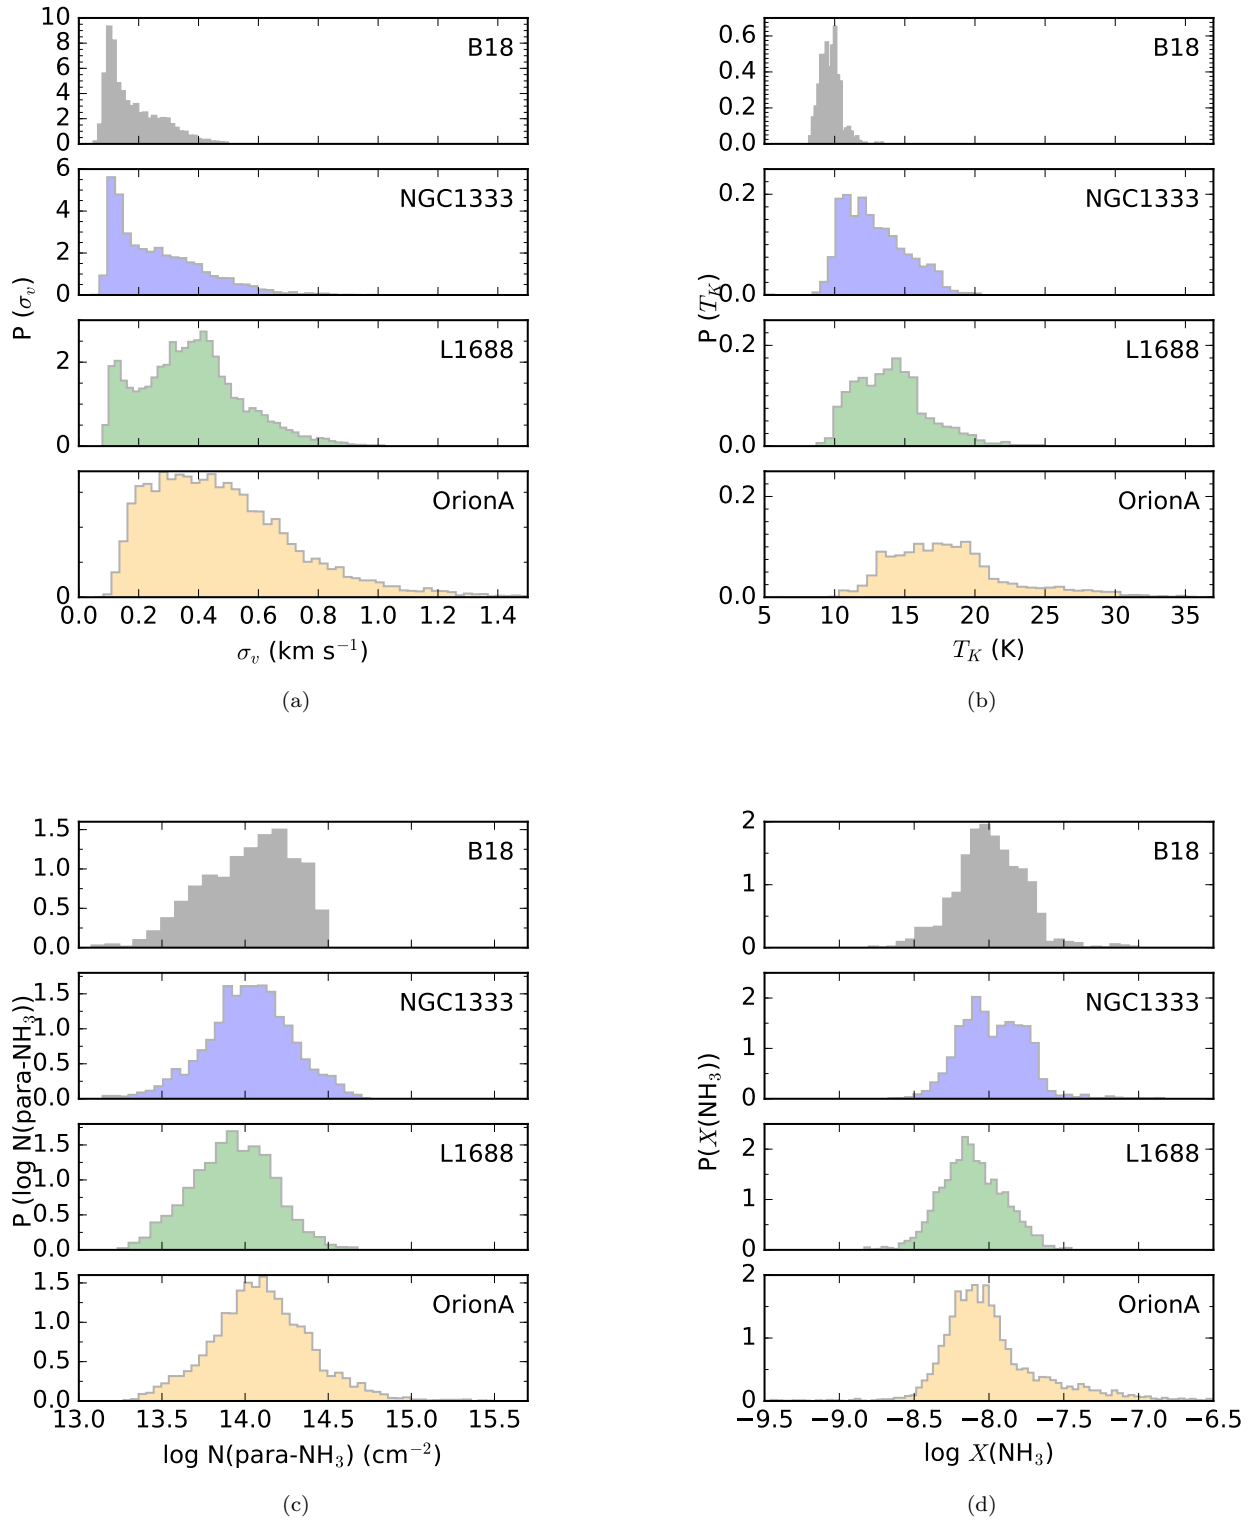 10
8
6
4
2
0
B18
6
4
2
0
NGC1333
P (σᵥ)
2
0
L1688
0
OrionA
0.0 0.2 0.4 0.6 0.8 1.0 1.2 1.4
σᵥ (km s⁻¹)
(a)
0.6
0.4
0.2
0.0
B18
0.2
0.0
NGC1333
P (T_K)
0.2
0.0
L1688
0.2
0.0
OrionA
5 10 15 20 25 30 35
T_K (K)
(b)
1.5
1.0
0.5
0.0
B18
1.5
1.0
0.5
0.0
NGC1333
P (log N(para-NH₃))
1.5
1.0
0.5
0.0
L1688
1.5
1.0
0.5
0.0
OrionA
13.0 13.5 14.0 14.5 15.0 15.5
log N(para-NH₃) (cm⁻²)
(c)
2
1
0
B18
2
1
0
NGC1333
P(X(NH₃))
2
1
0
L1688
2
1
0
OrionA
−9.5 −9.0 −8.5 −8.0 −7.5 −7.0 −6.5
log X(NH₃)
(d)